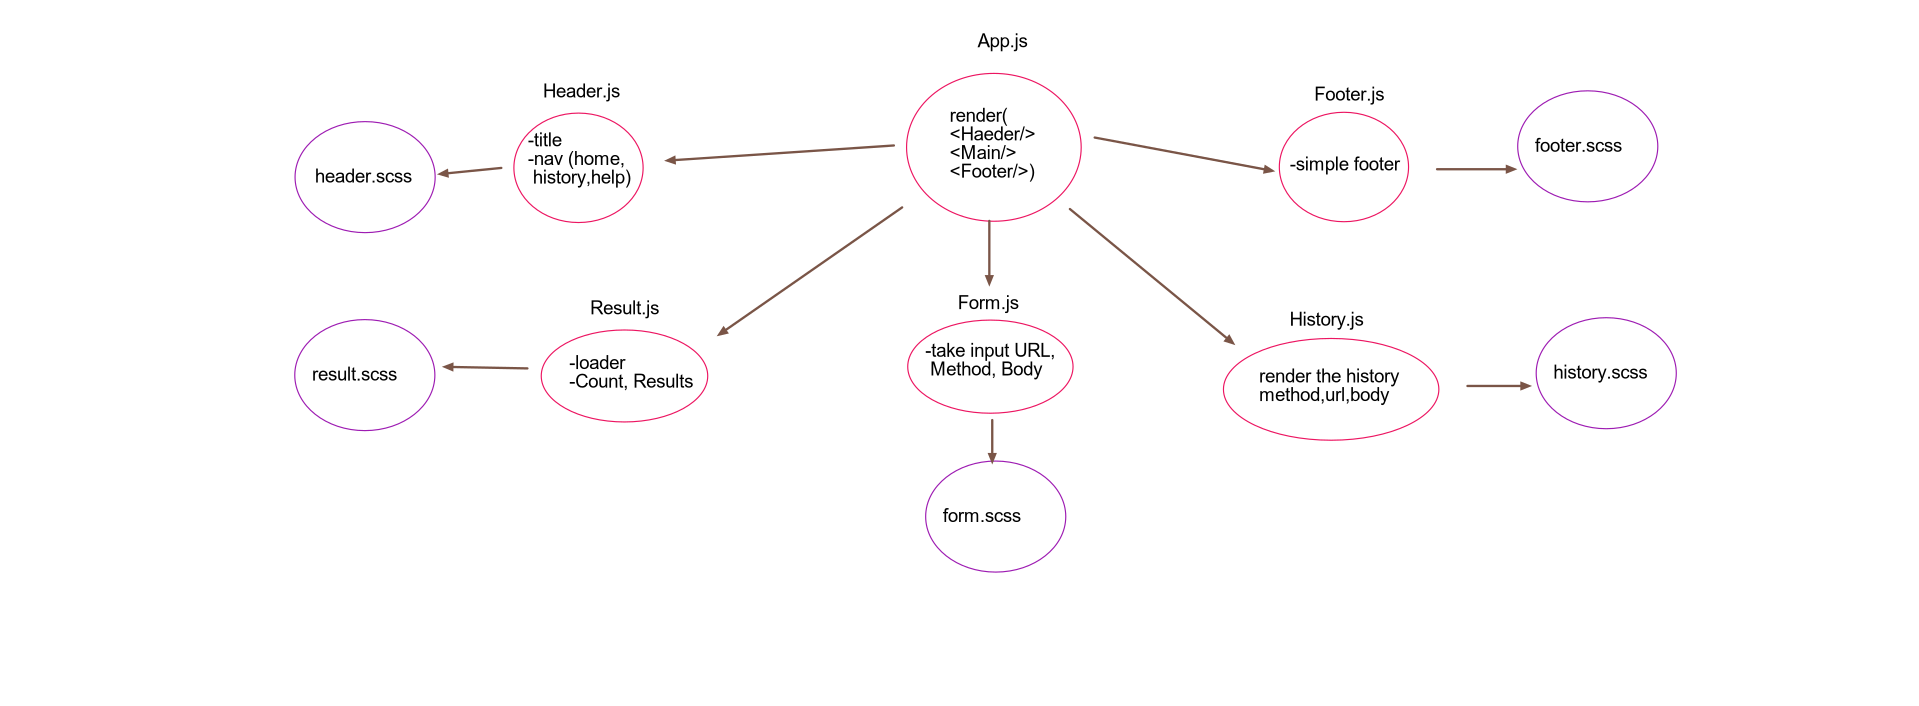 App.js
render(
<Haeder/>
<Main/>
<Footer/>)
Header.js
-title
-nav (home,
history,help)
header.scss
Footer.js
-simple footer
footer.scss
Result.js
-loader
-Count, Results
result.scss
Form.js
-take input URL,
Method, Body
form.scss
History.js
render the history
method,url,body
history.scss